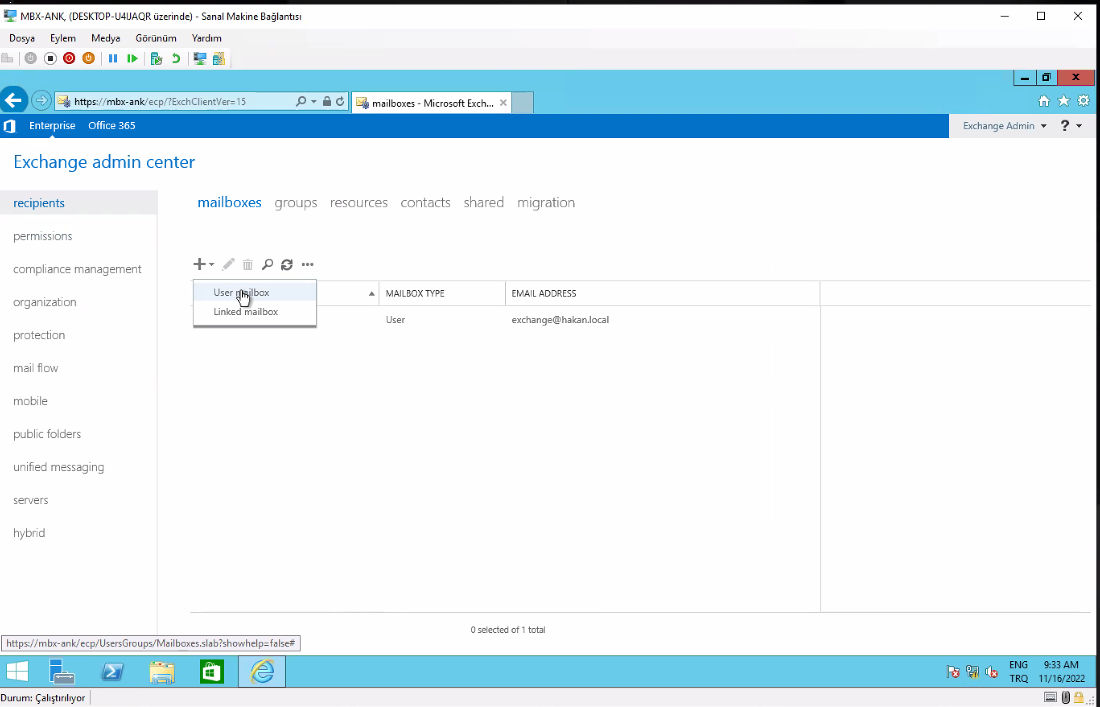 MBX-ANK, (DESKTOP-U4UAQR üzerinde) - Sanal Makine Bağlantısı
Dosya Eylem Medya Görünüm Yardım
https://mbx-ank/ecp/?ExchClientVer=15
mailboxes - Microsoft Exch...
Enterprise Office 365
Exchange Admin ?
Exchange admin center
recipients
permissions
compliance management
organization
protection
mail flow
mobile
public folders
unified messaging
servers
hybrid
mailboxes groups resources contacts shared migration
User mailbox
Linked mailbox
MAILBOX TYPE EMAIL ADDRESS
User exchange@hakan.local
0 selected of 1 total
https://mbx-ank/ecp/UsersGroups/Mailboxes.slab?showhelp=false#
ENG 9:33 AM
TRQ 11/16/2022
Durum: Çalıştırılıyor